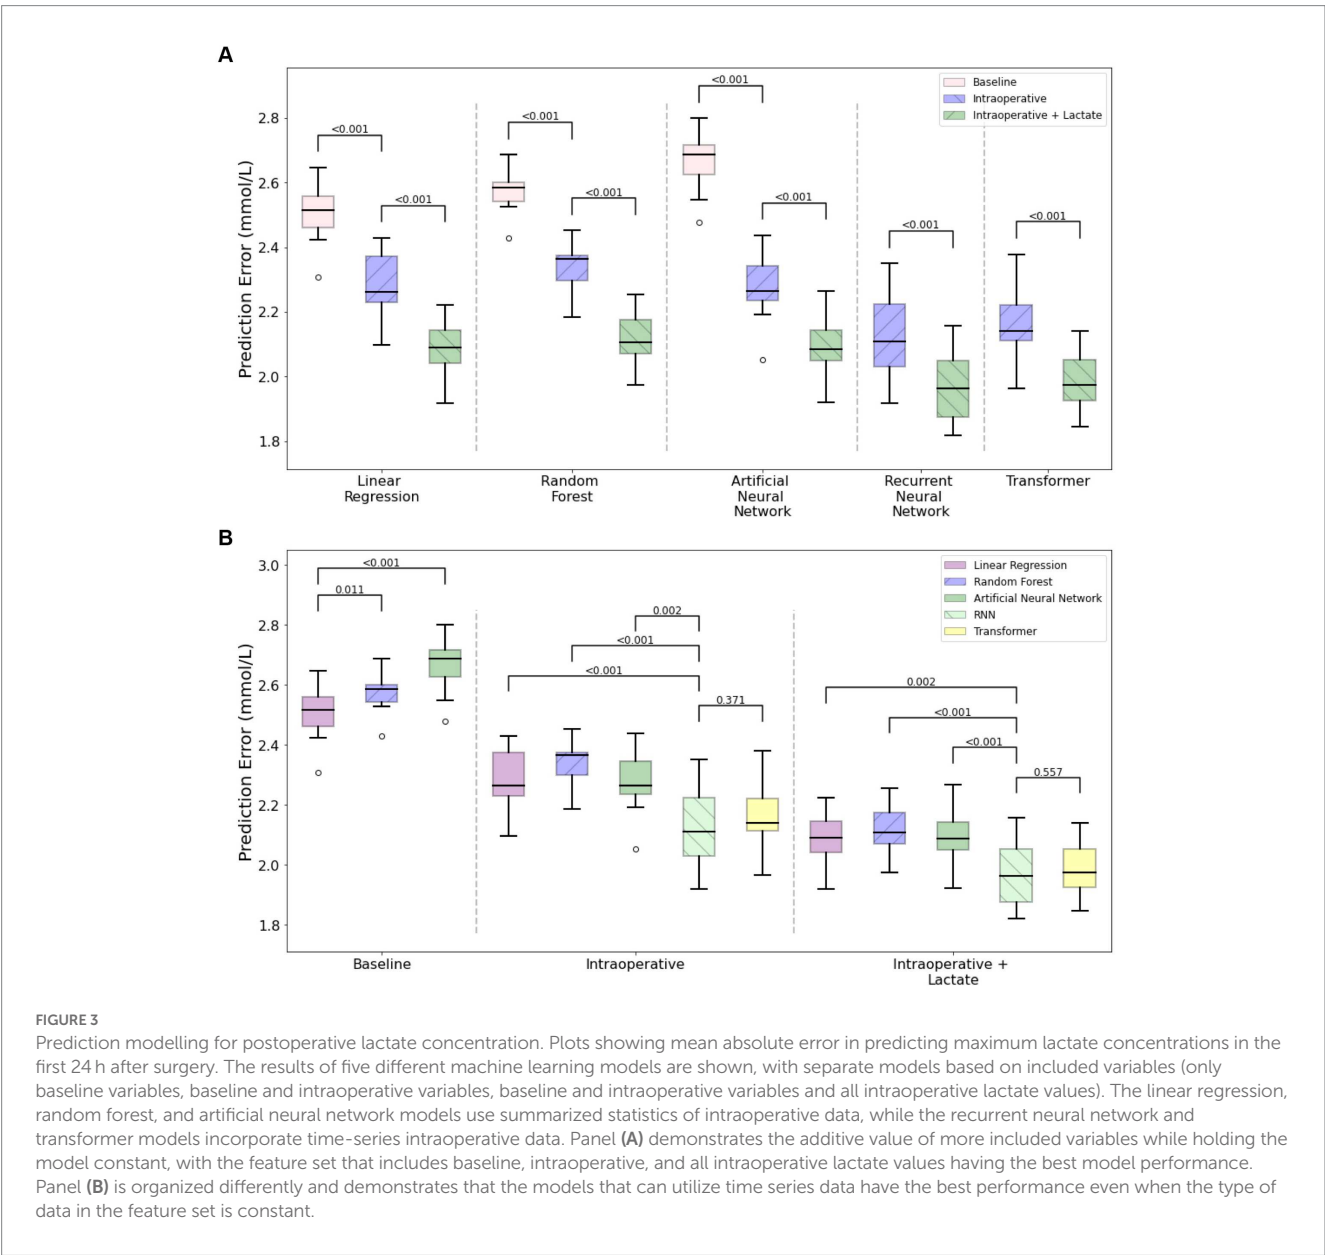 A
Prediction Error (mmol/L)
2.8
2.6
2.4
2.2
2.0
1.8
<0.001
<0.001
<0.001
<0.001
<0.001
<0.001
<0.001
<0.001
Baseline
Intraoperative
Intraoperative + Lactate
Linear
Regression
Random
Forest
Artificial
Neural
Network
Recurrent
Neural
Network
Transformer
B
Prediction Error (mmol/L)
3.0
2.8
2.6
2.4
2.2
2.0
1.8
<0.001
0.011
0.002
<0.001
<0.001
0.371
0.002
<0.001
<0.001
0.557
Linear Regression
Random Forest
Artificial Neural Network
RNN
Transformer
Baseline
Intraoperative
Intraoperative +
Lactate
FIGURE 3
Prediction modelling for postoperative lactate concentration. Plots showing mean absolute error in predicting maximum lactate concentrations in the
first 24 h after surgery. The results of five different machine learning models are shown, with separate models based on included variables (only
baseline variables, baseline and intraoperative variables, baseline and intraoperative variables and all intraoperative lactate values). The linear regression,
random forest, and artificial neural network models use summarized statistics of intraoperative data, while the recurrent neural network and
transformer models incorporate time-series intraoperative data. Panel (A) demonstrates the additive value of more included variables while holding the
model constant, with the feature set that includes baseline, intraoperative, and all intraoperative lactate values having the best model performance.
Panel (B) is organized differently and demonstrates that the models that can utilize time series data have the best performance even when the type of
data in the feature set is constant.